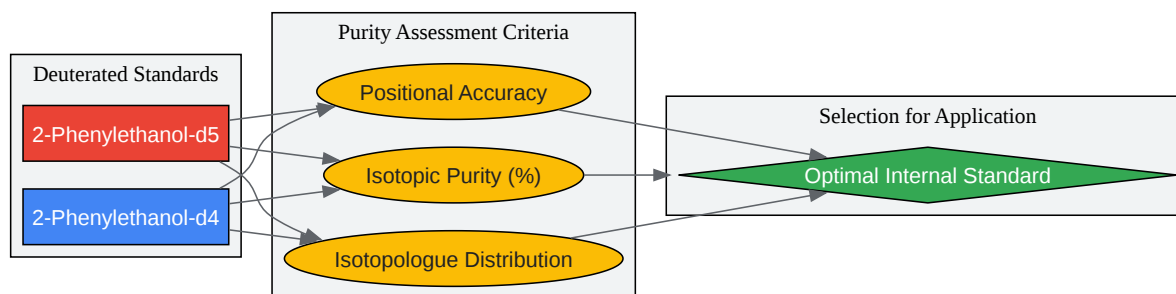 Deuterated Standards
2-Phenylethanol-d5
2-Phenylethanol-d4
Purity Assessment Criteria
Positional Accuracy
Isotopic Purity (%)
Isotopologue Distribution
Selection for Application
Optimal Internal Standard